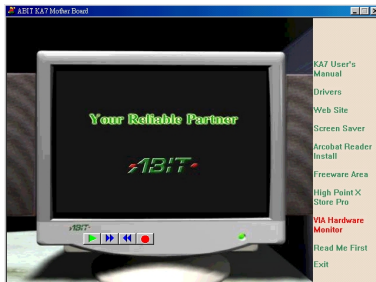 ABIT KA7 Mother Board
Your Reliable Partner
ABIT
ABIT
KA7 User's
Manual
Drivers
Web Site
Screen Saver
Arcobat Reader
Install
Freeware Area
High Point X
Store Pro
VIA Hardware
Monitor
Read Me First
Exit